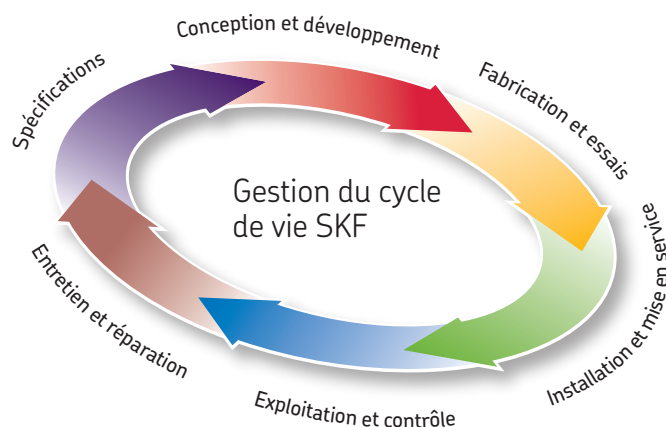 Conception et développement
Fabrication et essais
Installation et mise en service
Exploitation et contrôle
Entretien et réparation
Spécifications
Gestion du cycle
de vie SKF